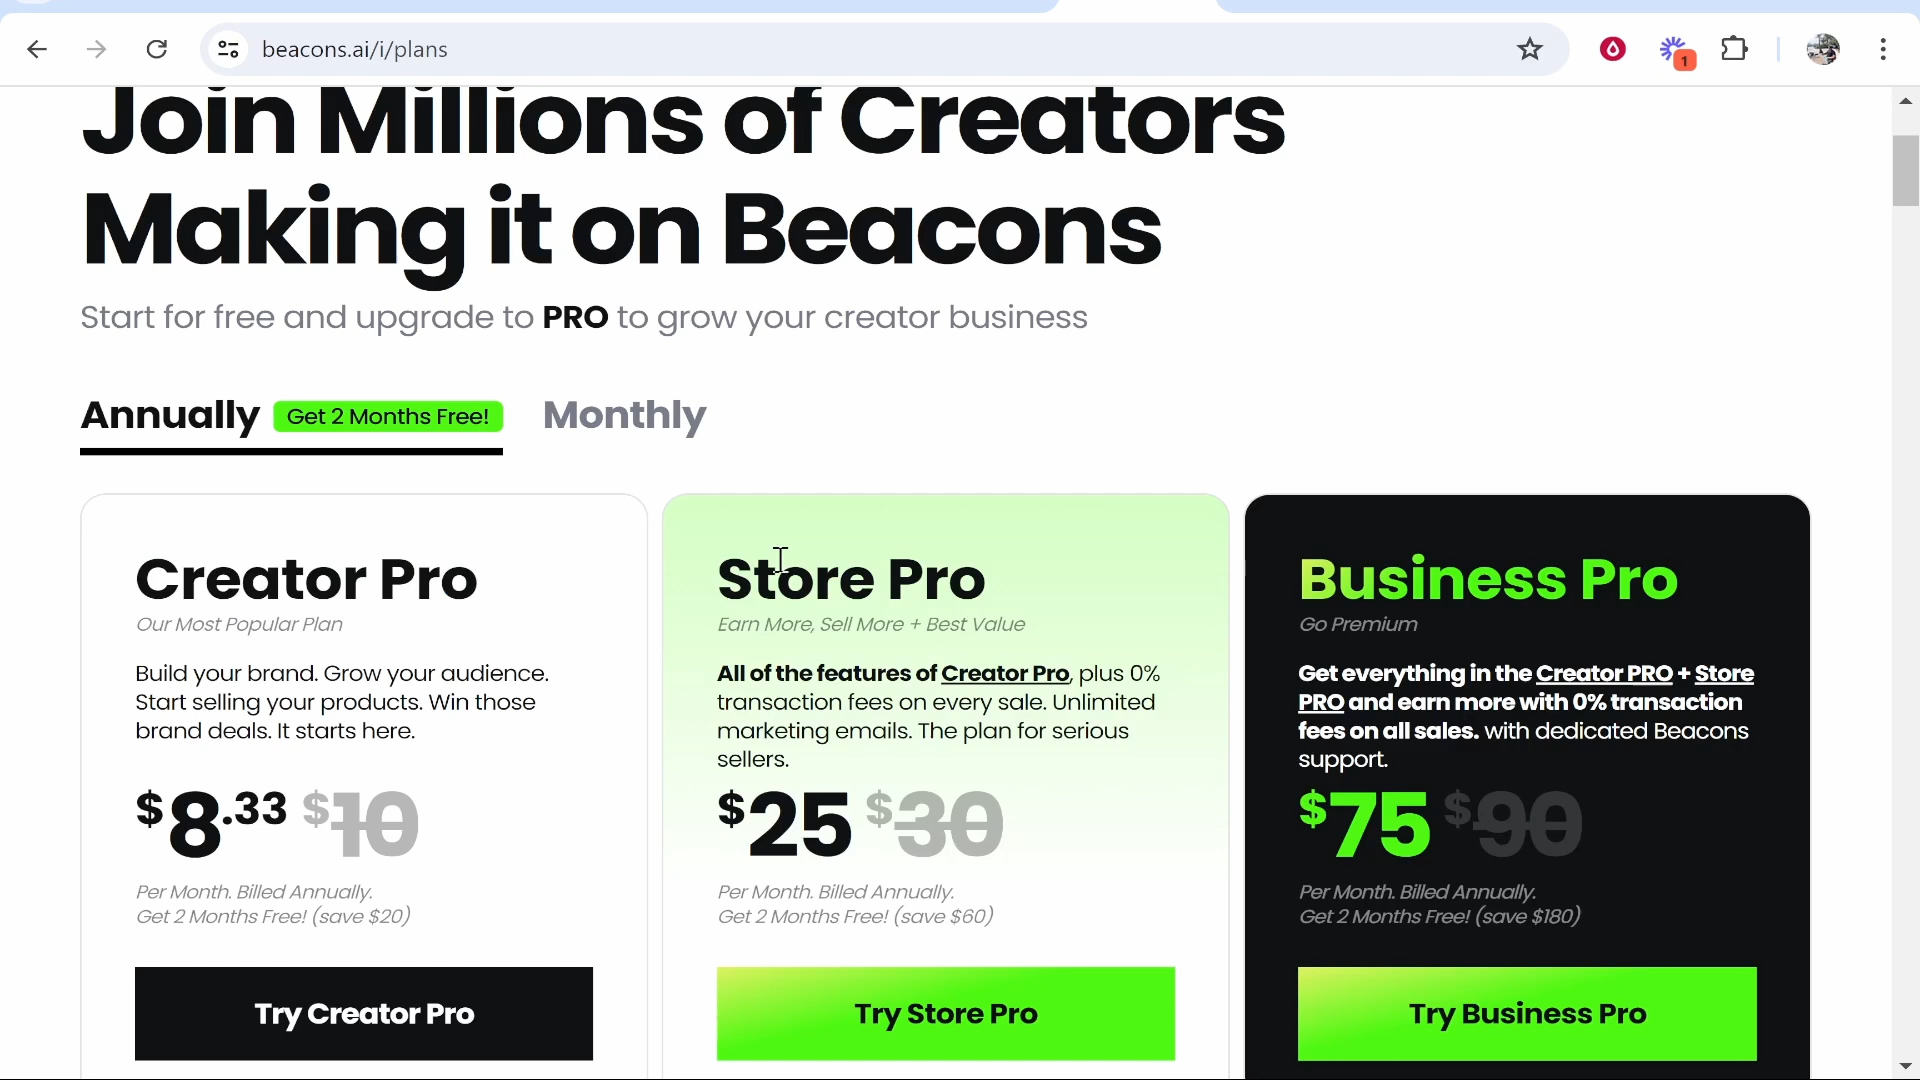 beacons.ai/i/plans
1
Join Millions of Creators
Making it on Beacons
Start for free and upgrade to PRO to grow your creator business
Annually Get 2 Months Free! Monthly
Creator Pro
Our Most Popular Plan
Build your brand. Grow your audience.
Start selling your products. Win those
brand deals. It starts here.
$8.33 $10
Per Month. Billed Annually.
Get 2 Months Free! (save $20)
Try Creator Pro
Store Pro
Earn More, Sell More + Best Value
All of the features of Creator Pro, plus 0%
transaction fees on every sale. Unlimited
marketing emails. The plan for serious
sellers.
$25 $30
Per Month. Billed Annually.
Get 2 Months Free! (save $60)
Try Store Pro
Business Pro
Go Premium
Get everything in the Creator PRO + Store
PRO and earn more with 0% transaction
fees on all sales. with dedicated Beacons
support.
$75 $90
Per Month. Billed Annually.
Get 2 Months Free! (save $180)
Try Business Pro